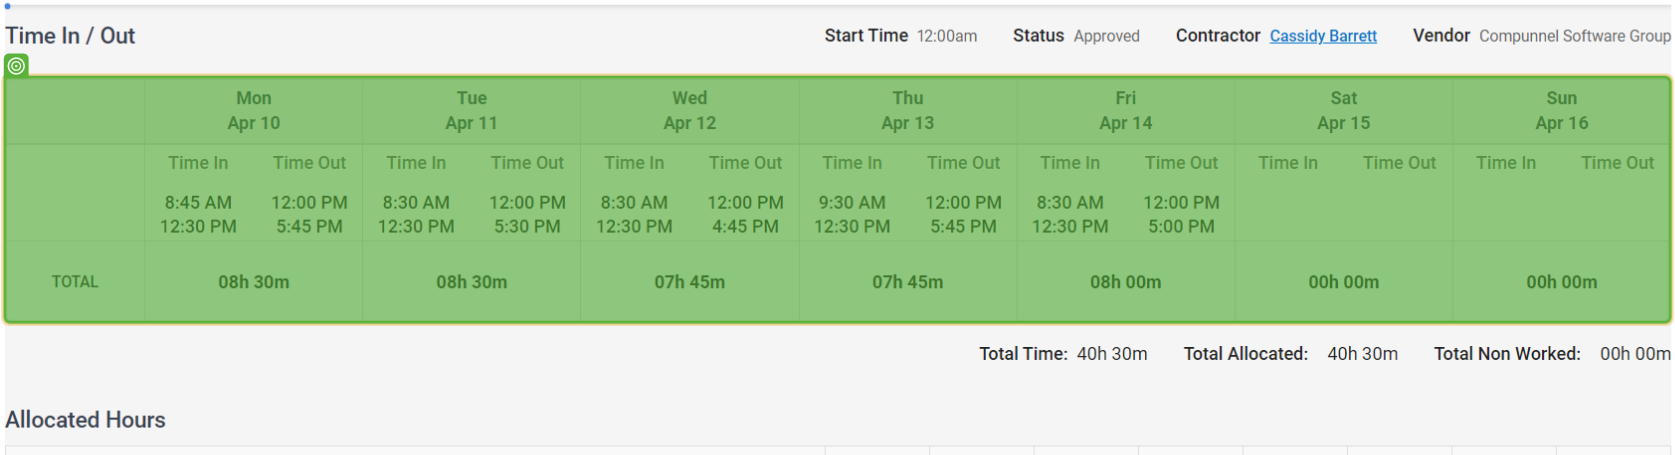 Time In / Out Start Time 12:00am Status Approved Contractor Cassidy Barrett Vendor Compunnel Software Group
Mon Tue Wed Thu Fri Sat Sun
Apr 10 Apr 11 Apr 12 Apr 13 Apr 14 Apr 15 Apr 16
Time In Time Out Time In Time Out Time In Time Out Time In Time Out Time In Time Out Time In Time Out Time In Time Out
8:45 AM 12:00 PM 8:30 AM 12:00 PM 8:30 AM 12:00 PM 9:30 AM 12:00 PM 8:30 AM 12:00 PM
12:30 PM 5:45 PM 12:30 PM 5:30 PM 12:30 PM 4:45 PM 12:30 PM 5:45 PM 12:30 PM 5:00 PM
TOTAL 08h 30m 08h 30m 07h 45m 07h 45m 08h 00m 00h 00m 00h 00m
Total Time: 40h 30m Total Allocated: 40h 30m Total Non Worked: 00h 00m
Allocated Hours